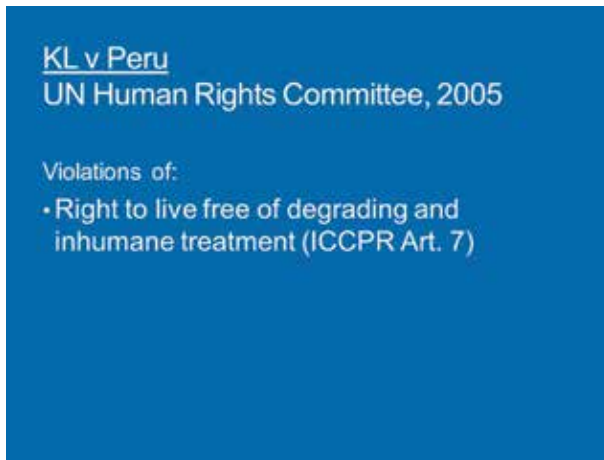 KL v Peru
UN Human Rights Committee, 2005
Violations of:
• Right to live free of degrading and
inhumane treatment (ICCPR Art. 7)